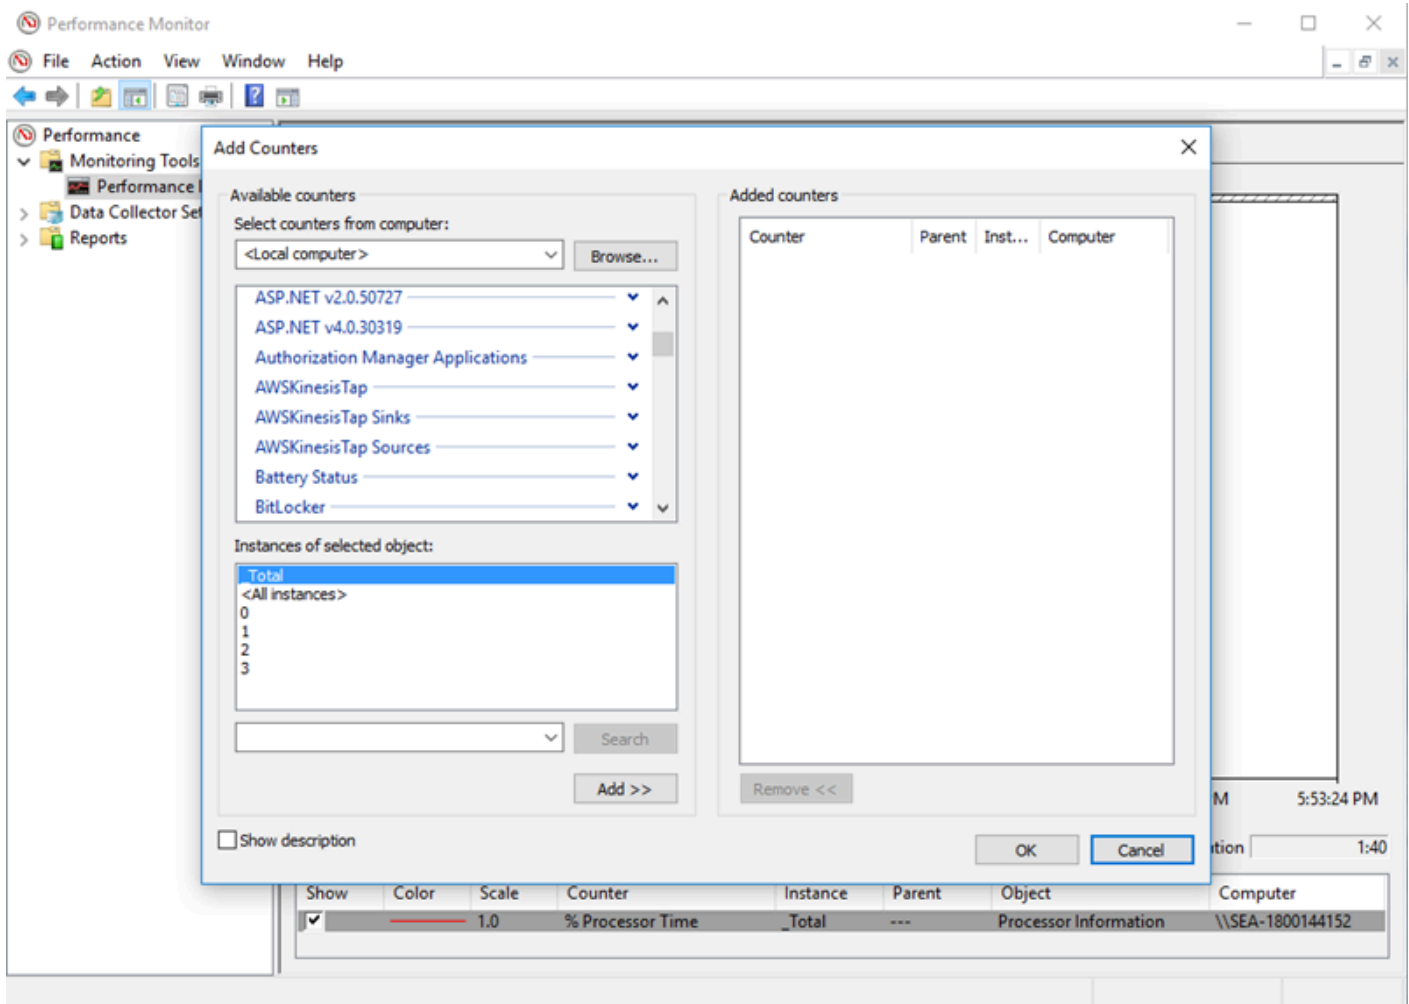 Performance Monitor
File Action View Window Help
Performance
Monitoring Tools
Performance
Data Collector Set
Reports
Add Counters
Available counters
Select counters from computer:
<Local computer>
Browse...
ASP.NET v2.0.50727
ASP.NET v4.0.30319
Authorization Manager Applications
AWSKinesisTap
AWSKinesisTap Sinks
AWSKinesisTap Sources
Battery Status
BitLocker
Instances of selected object:
_Total
<All instances>
0
1
2
3
Search
Add >>
Show description
Added counters
Counter Parent Inst... Computer
Remove <<
OK Cancel
M 5:53:24 PM
ation 1:40
Show Color Scale Counter Instance Parent Object Computer
1.0 % Processor Time _Total --- Processor Information \\SEA-1800144152